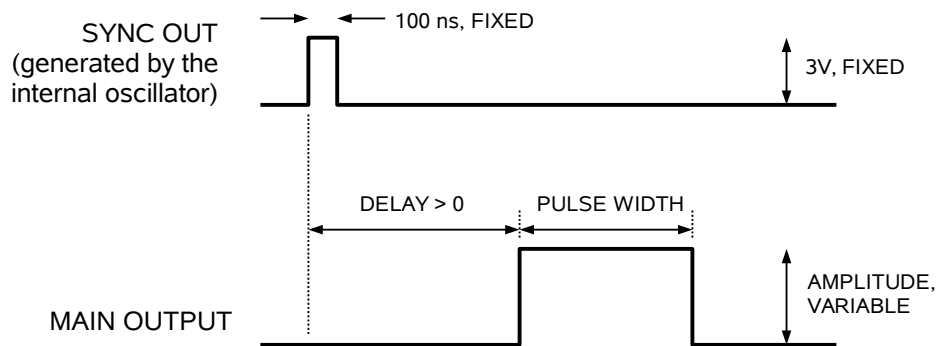 SYNC OUT
(generated by the
internal oscillator)
100 ns, FIXED
3V, FIXED
DELAY > 0
PULSE WIDTH
AMPLITUDE,
VARIABLE
MAIN OUTPUT